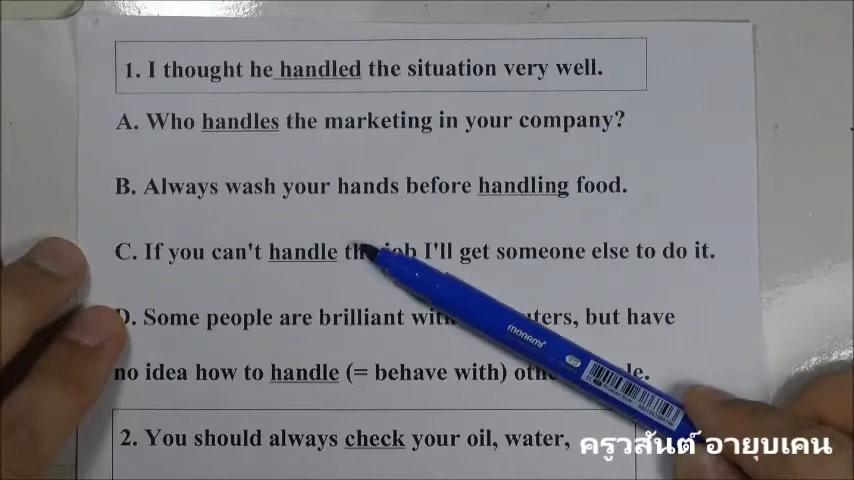 1. I thought he handled the situation very well.
A. Who handles the marketing in your company?
B. Always wash your hands before handling food.
C. If you can't handle job I'll get someone else to do it.
D. Some people are brilliant but have
no idea how to handle (= behave with)
2. You should always check your oil, water,
monami
ครูวสันต์ อายุบเคน